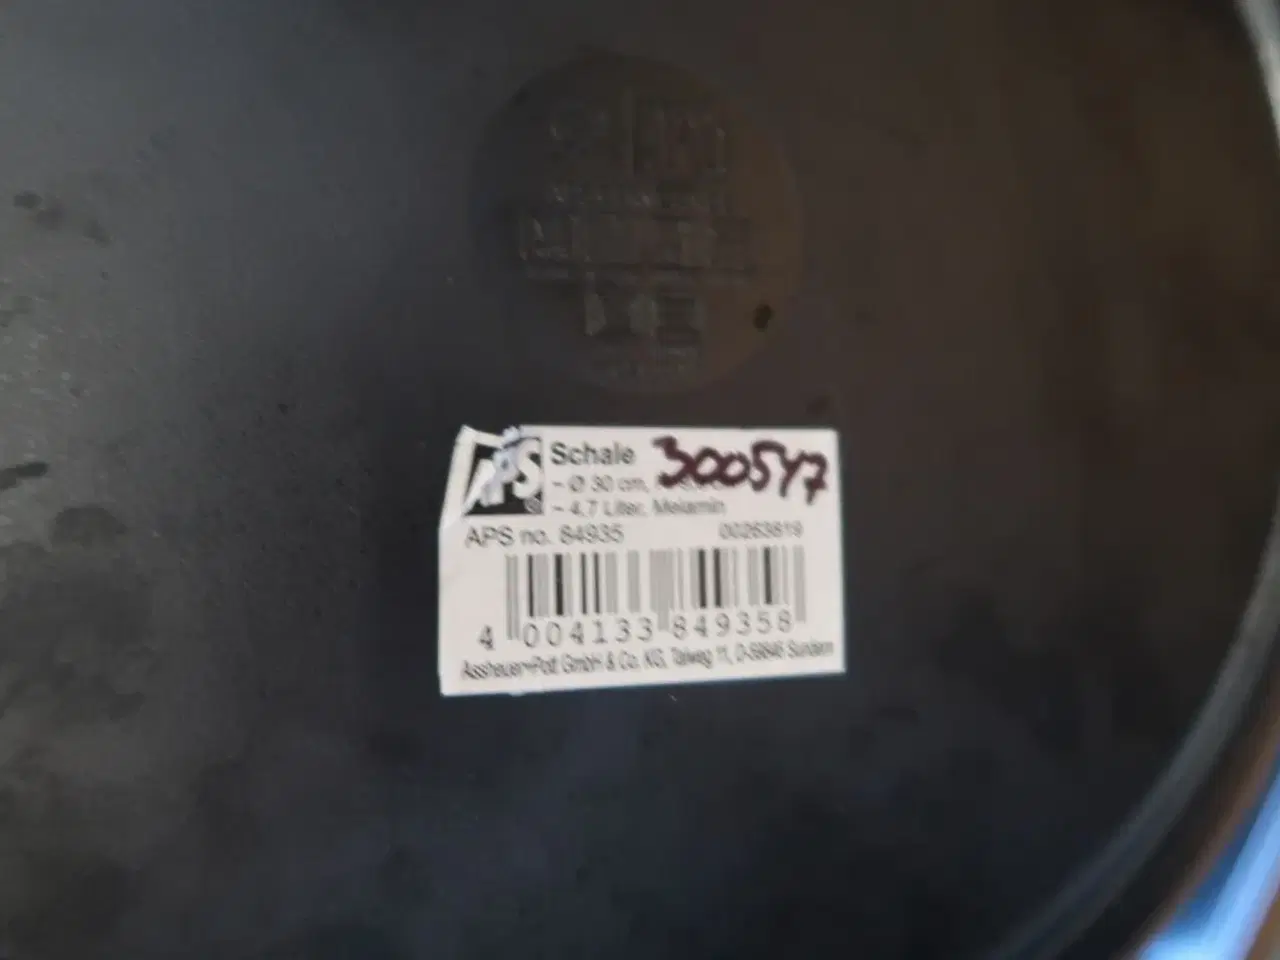 APS
Schale 300547
- Ø 30 cm,
- 4,7 Liter, Melamin
APS no. 84935 00263819
4 004133 849358
Assheuer+Pott GmbH & Co. KG, Talweg 11, D-59846 Sundern